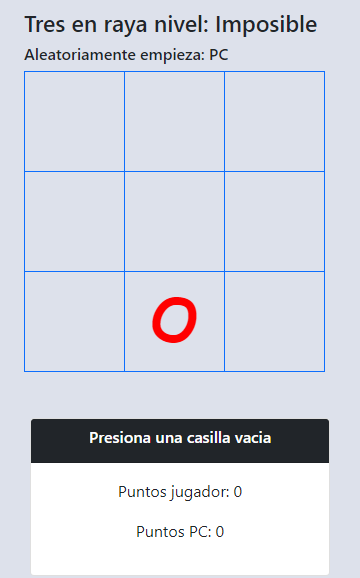 Tres en raya nivel: Imposible
Aleatoriamente empieza: PC
O
Presiona una casilla vacia
Puntos jugador: 0
Puntos PC: 0